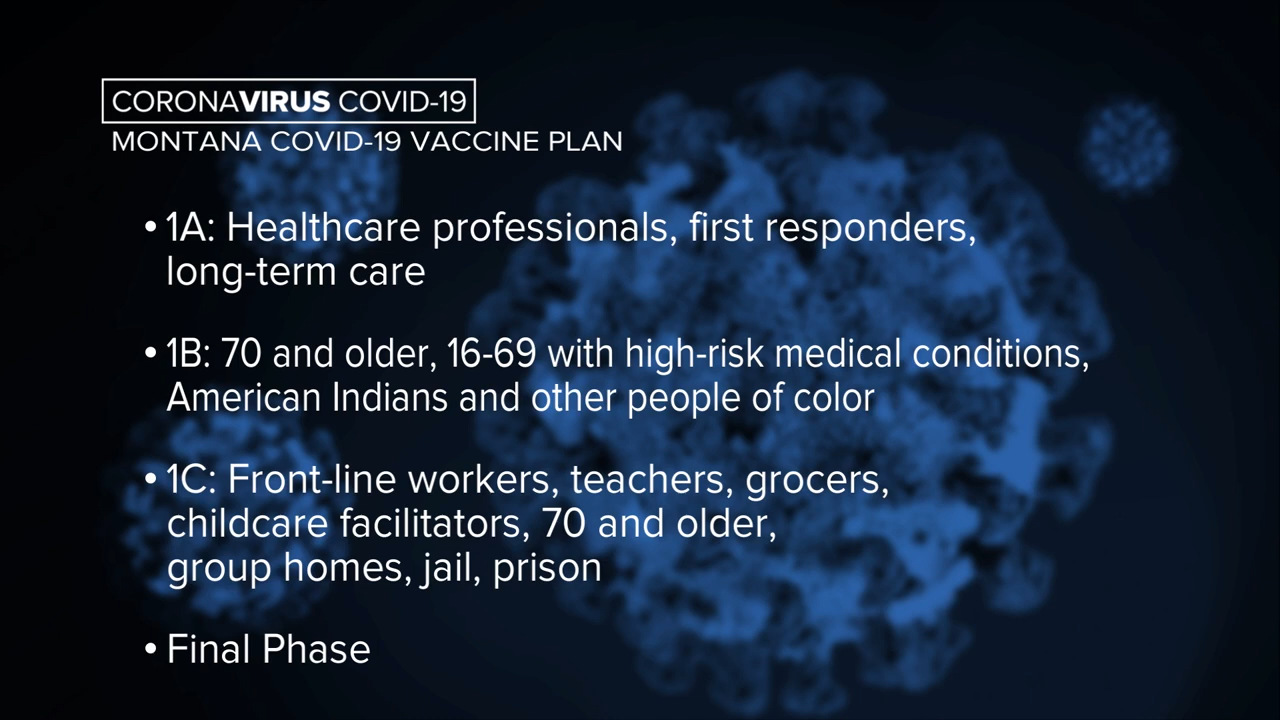 CORONAVIRUS COVID-19
MONTANA COVID-19 VACCINE PLAN
• 1A: Healthcare professionals, first responders,
long-term care
• 1B: 70 and older, 16-69 with high-risk medical conditions,
American Indians and other people of color
• 1C: Front-line workers, teachers, grocers,
childcare facilitators, 70 and older,
group homes, jail, prison
• Final Phase